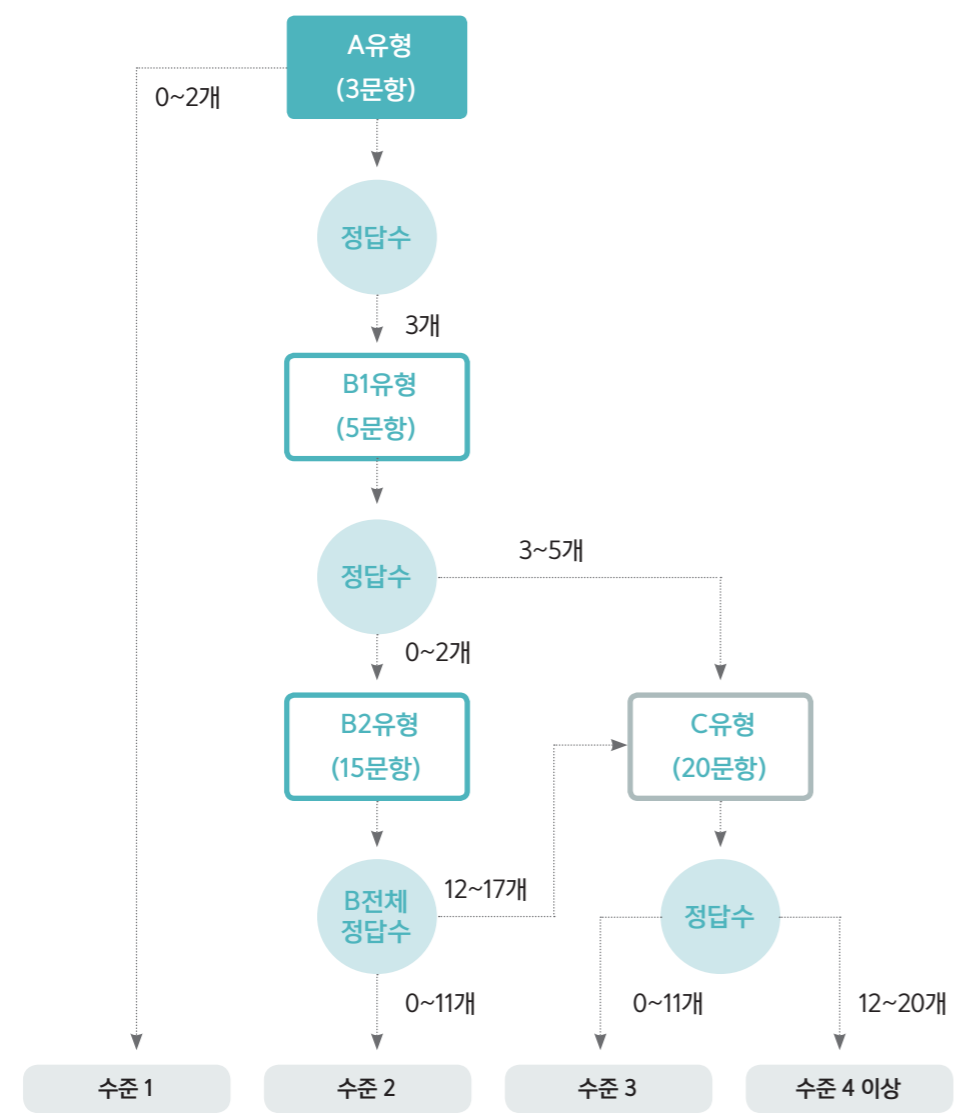 A유형
(3문항)
0~2개
정답수
3개
B1유형
(5문항)
정답수
3~5개
0~2개
B2유형
(15문항)
C유형
(20문항)
B전체
정답수
12~17개
정답수
0~11개
0~11개
12~20개
수준 1
수준 2
수준 3
수준 4 이상